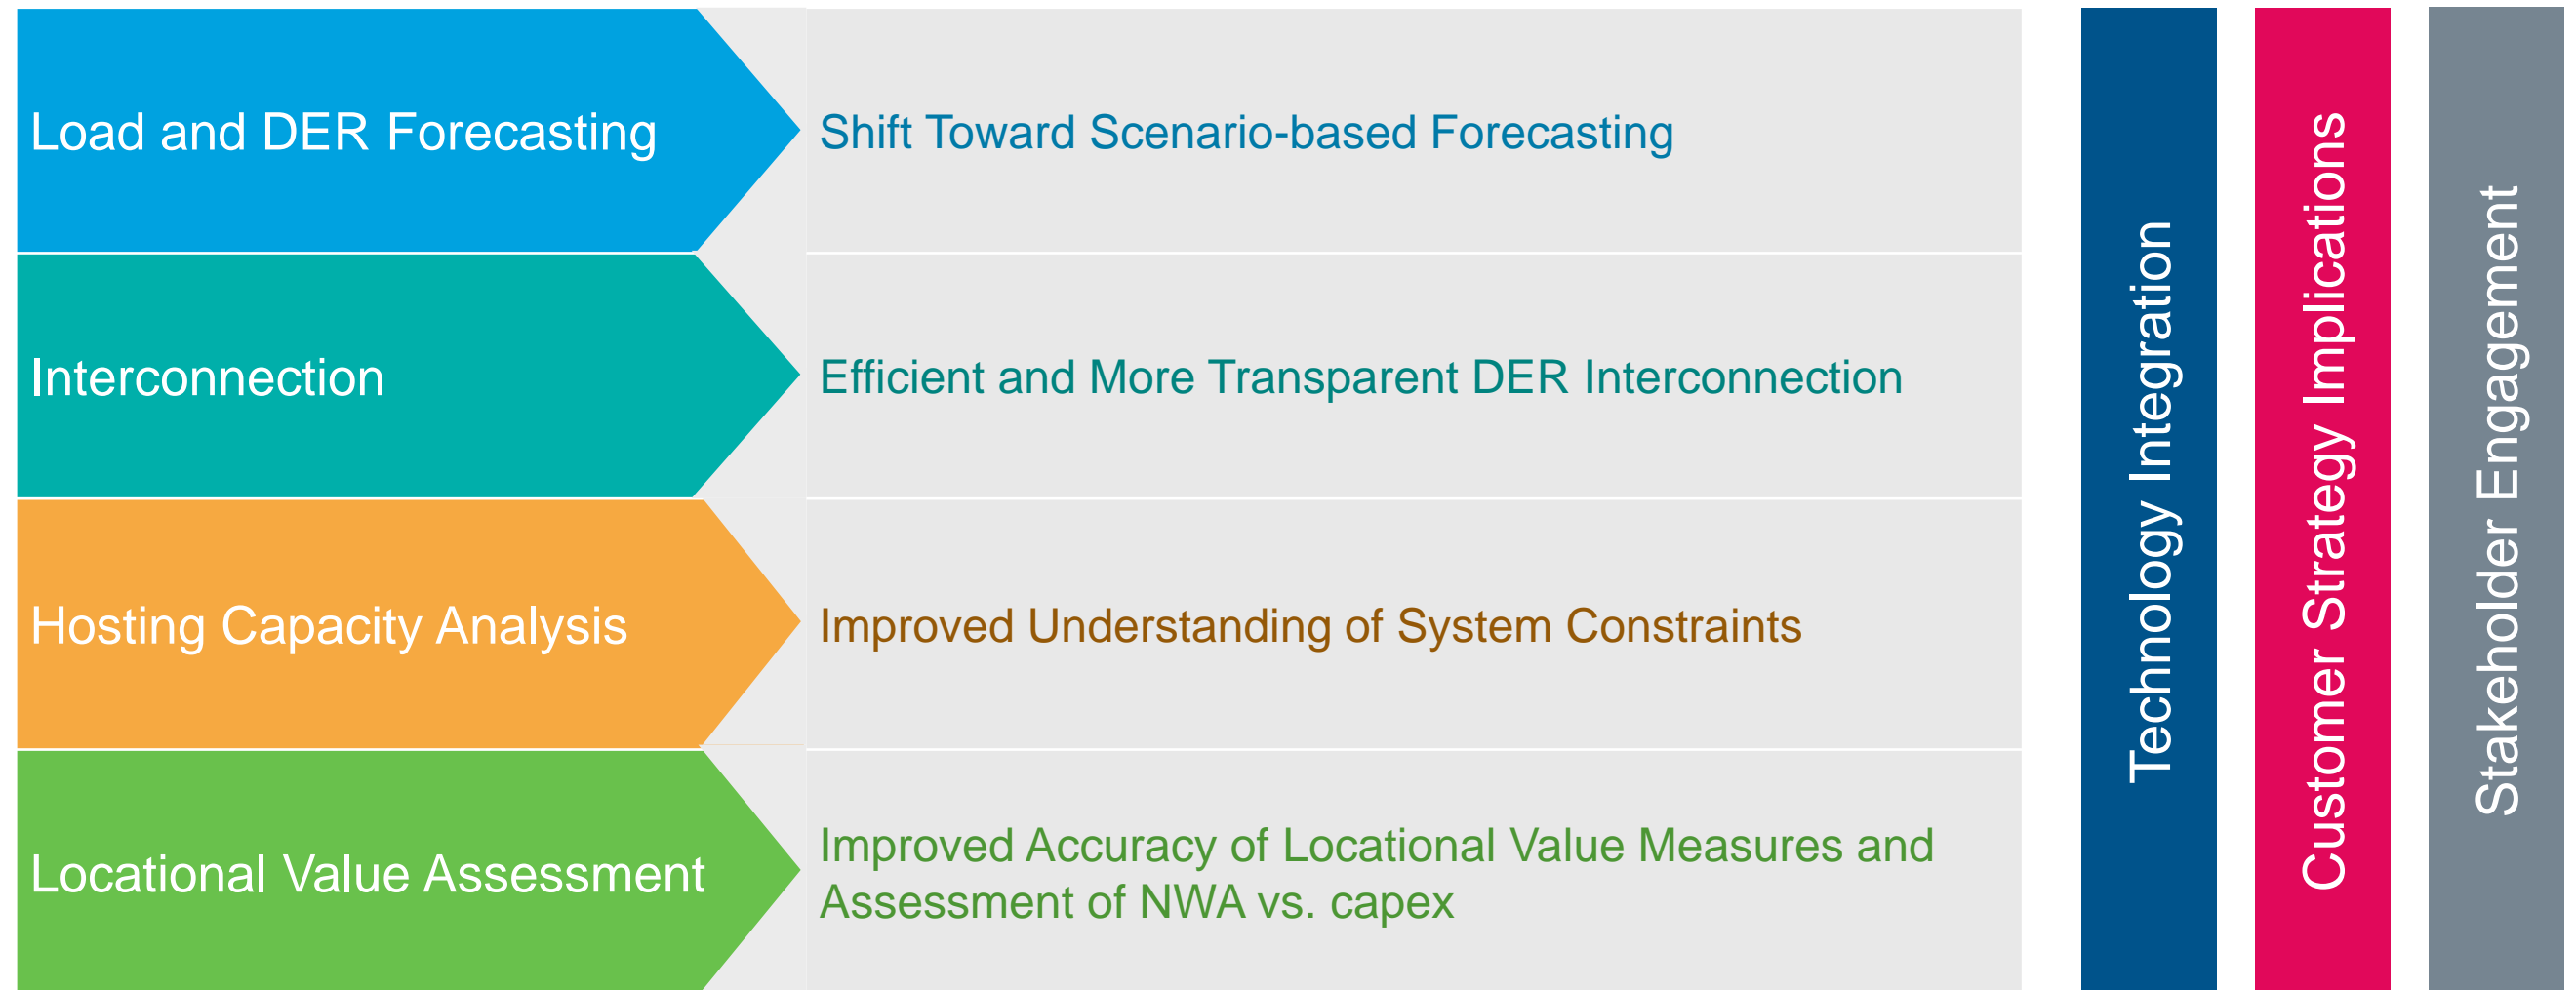 Load and DER Forecasting
Shift Toward Scenario-based Forecasting
Interconnection
Efficient and More Transparent DER Interconnection
Hosting Capacity Analysis
Improved Understanding of System Constraints
Locational Value Assessment
Improved Accuracy of Locational Value Measures and
Assessment of NWA vs. capex
Technology Integration
Customer Strategy Implications
Stakeholder Engagement